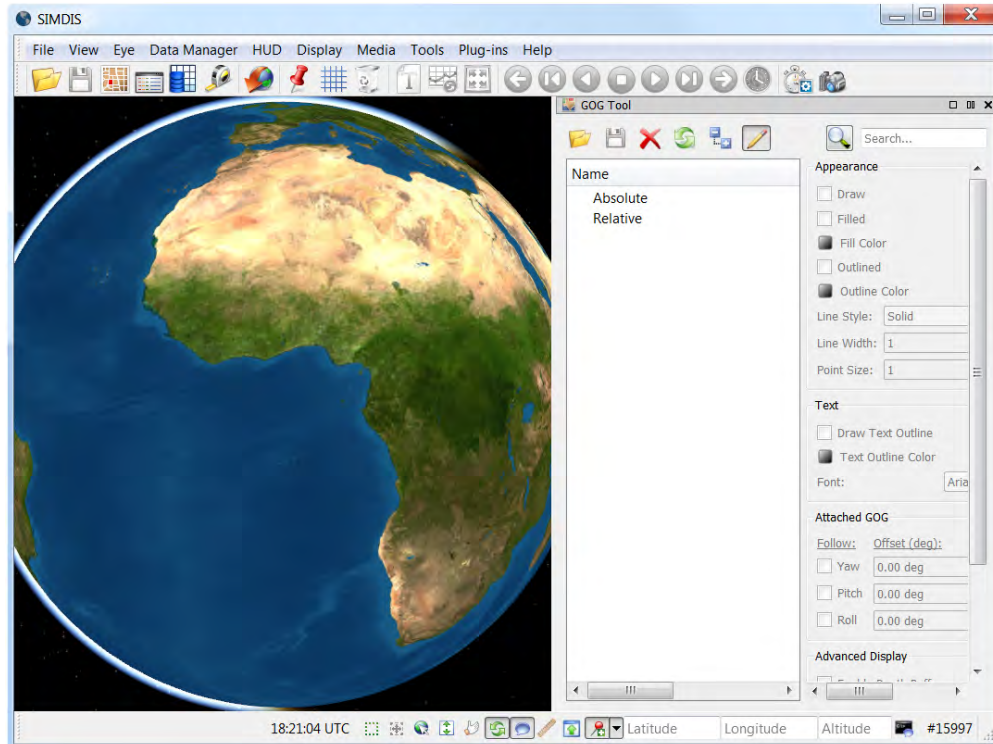 SIMDIS
File View Eye Data Manager HUD Display Media Tools Plug-ins Help
GOG Tool
Search...
Name
Absolute
Relative
Appearance
Draw
Filled
Fill Color
Outlined
Outline Color
Line Style: Solid
Line Width: 1
Point Size: 1
Text
Draw Text Outline
Text Outline Color
Font: Aria
Attached GOG
Follow: Offset (deg):
Yaw 0.00 deg
Pitch 0.00 deg
Roll 0.00 deg
Advanced Display
18:21:04 UTC Latitude Longitude Altitude #15997